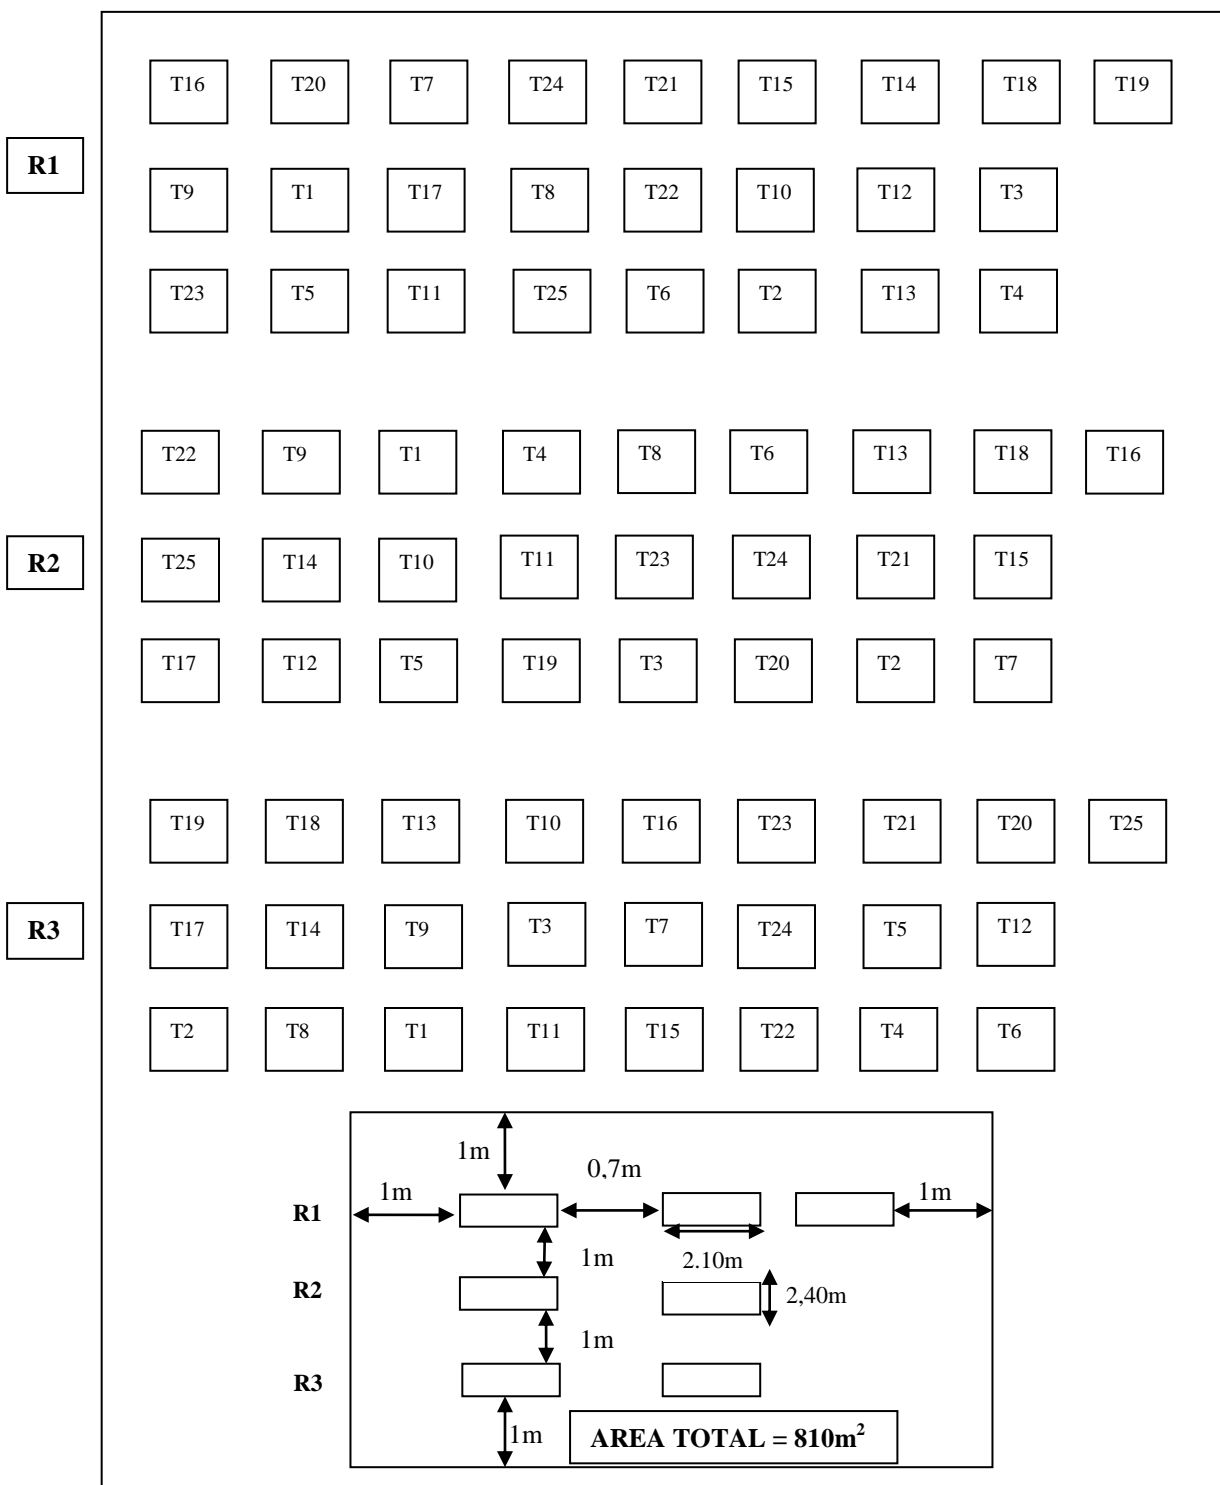 T16 T20 T7 T24 T21 T15 T14 T18 T19
R1
T9 T1 T17 T8 T22 T10 T12 T3
T23 T5 T11 T25 T6 T2 T13 T4
T22 T9 T1 T4 T8 T6 T13 T18 T16
R2
T25 T14 T10 T11 T23 T24 T21 T15
T17 T12 T5 T19 T3 T20 T2 T7
T19 T18 T13 T10 T16 T23 T21 T20 T25
R3
T17 T14 T9 T3 T7 T24 T5 T12
T2 T8 T1 T11 T15 T22 T4 T6
1m
0,7m
1m 1m
R1
1m 2.10m
R2 2,40m
1m
R3
1m AREA TOTAL = 810m²